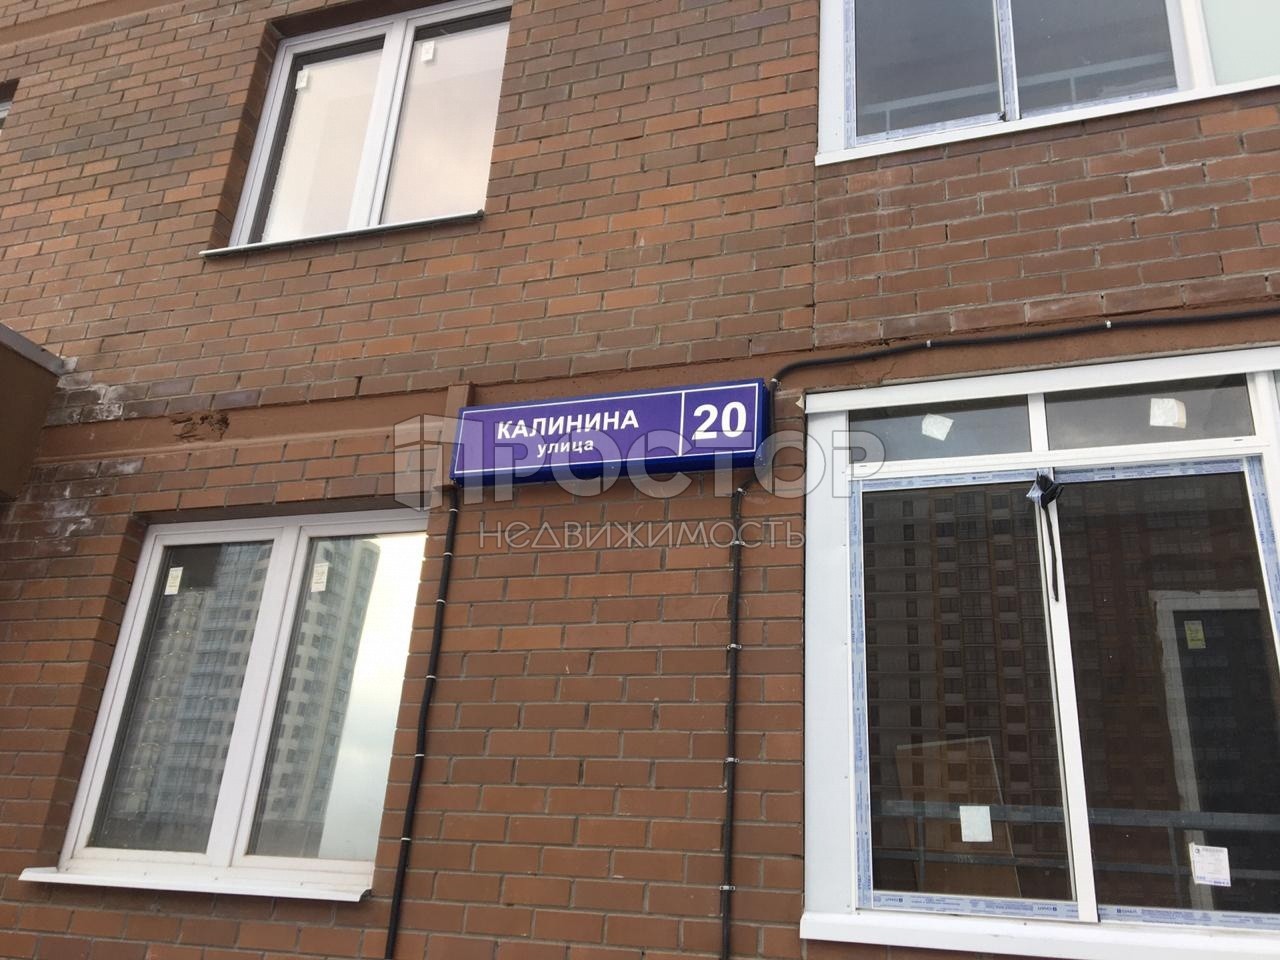 КАЛИНИНА
улица
20
ПРОСТОР
НЕДВИЖИМОСТЬ